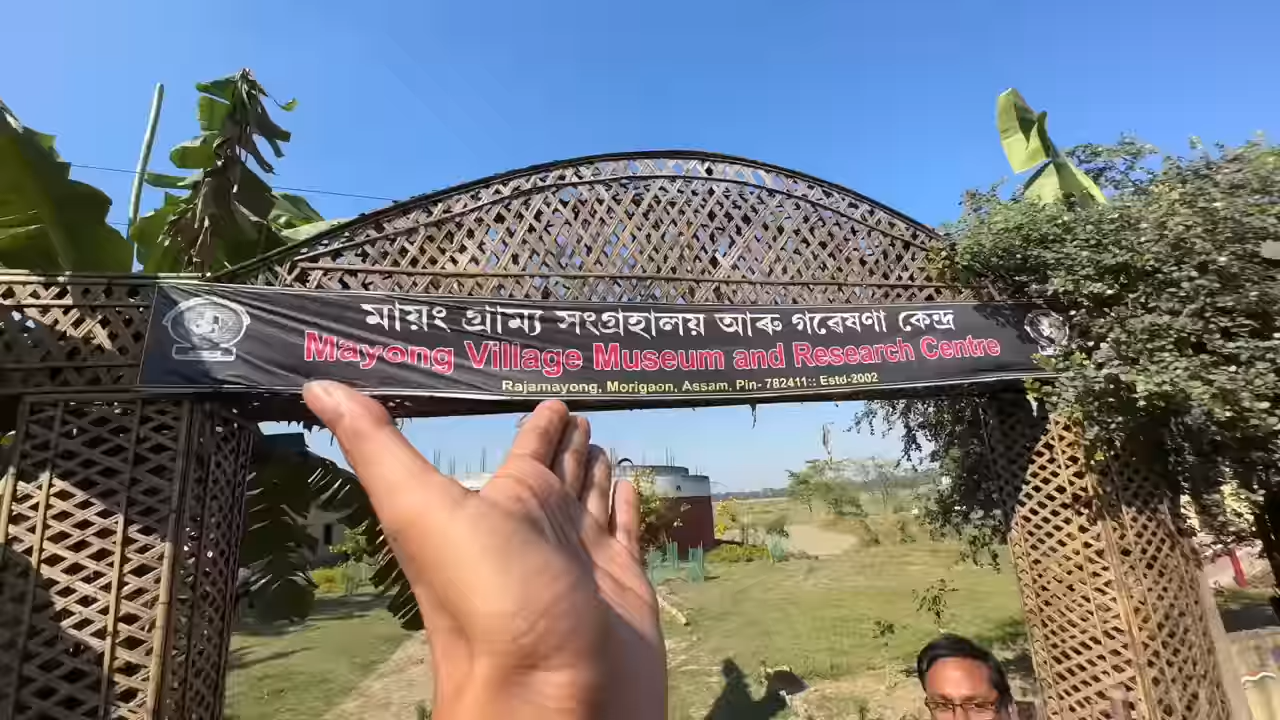 মায়ং গ্ৰাম্য সংগ্ৰহালয় আৰু গৱেষণা কেন্দ্ৰ
Mayong Village Museum and Research Centre
Rajamayong, Morigaon, Assam, Pin- 782411:: Estd-2002